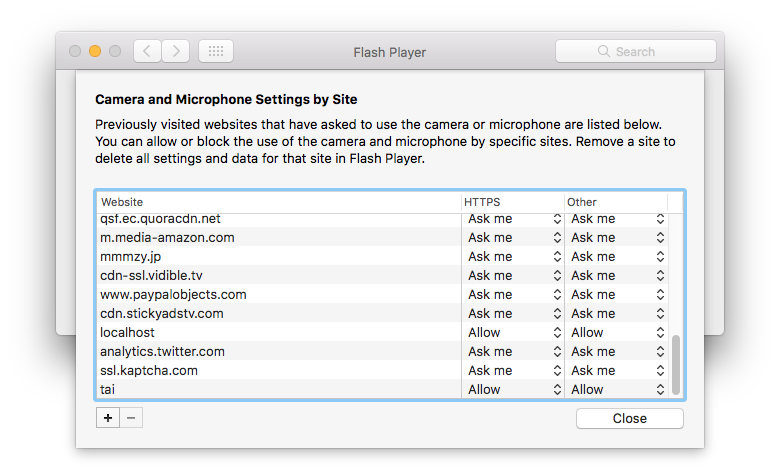 Flash Player
Search
Camera and Microphone Settings by Site
Previously visited websites that have asked to use the camera or microphone are listed below.
You can allow or block the use of the camera and microphone by specific sites. Remove a site to
delete all settings and data for that site in Flash Player.
Website HTTPS Other
qsf.ec.quoracdn.net Ask me Ask me
m.media-amazon.com Ask me Ask me
mmmzy.jp Ask me Ask me
cdn-ssl.vidible.tv Ask me Ask me
www.paypalobjects.com Ask me Ask me
cdn.stickyadstv.com Ask me Ask me
localhost Allow Allow
analytics.twitter.com Ask me Ask me
ssl.kaptcha.com Ask me Ask me
tai Allow Allow
+ −
Close